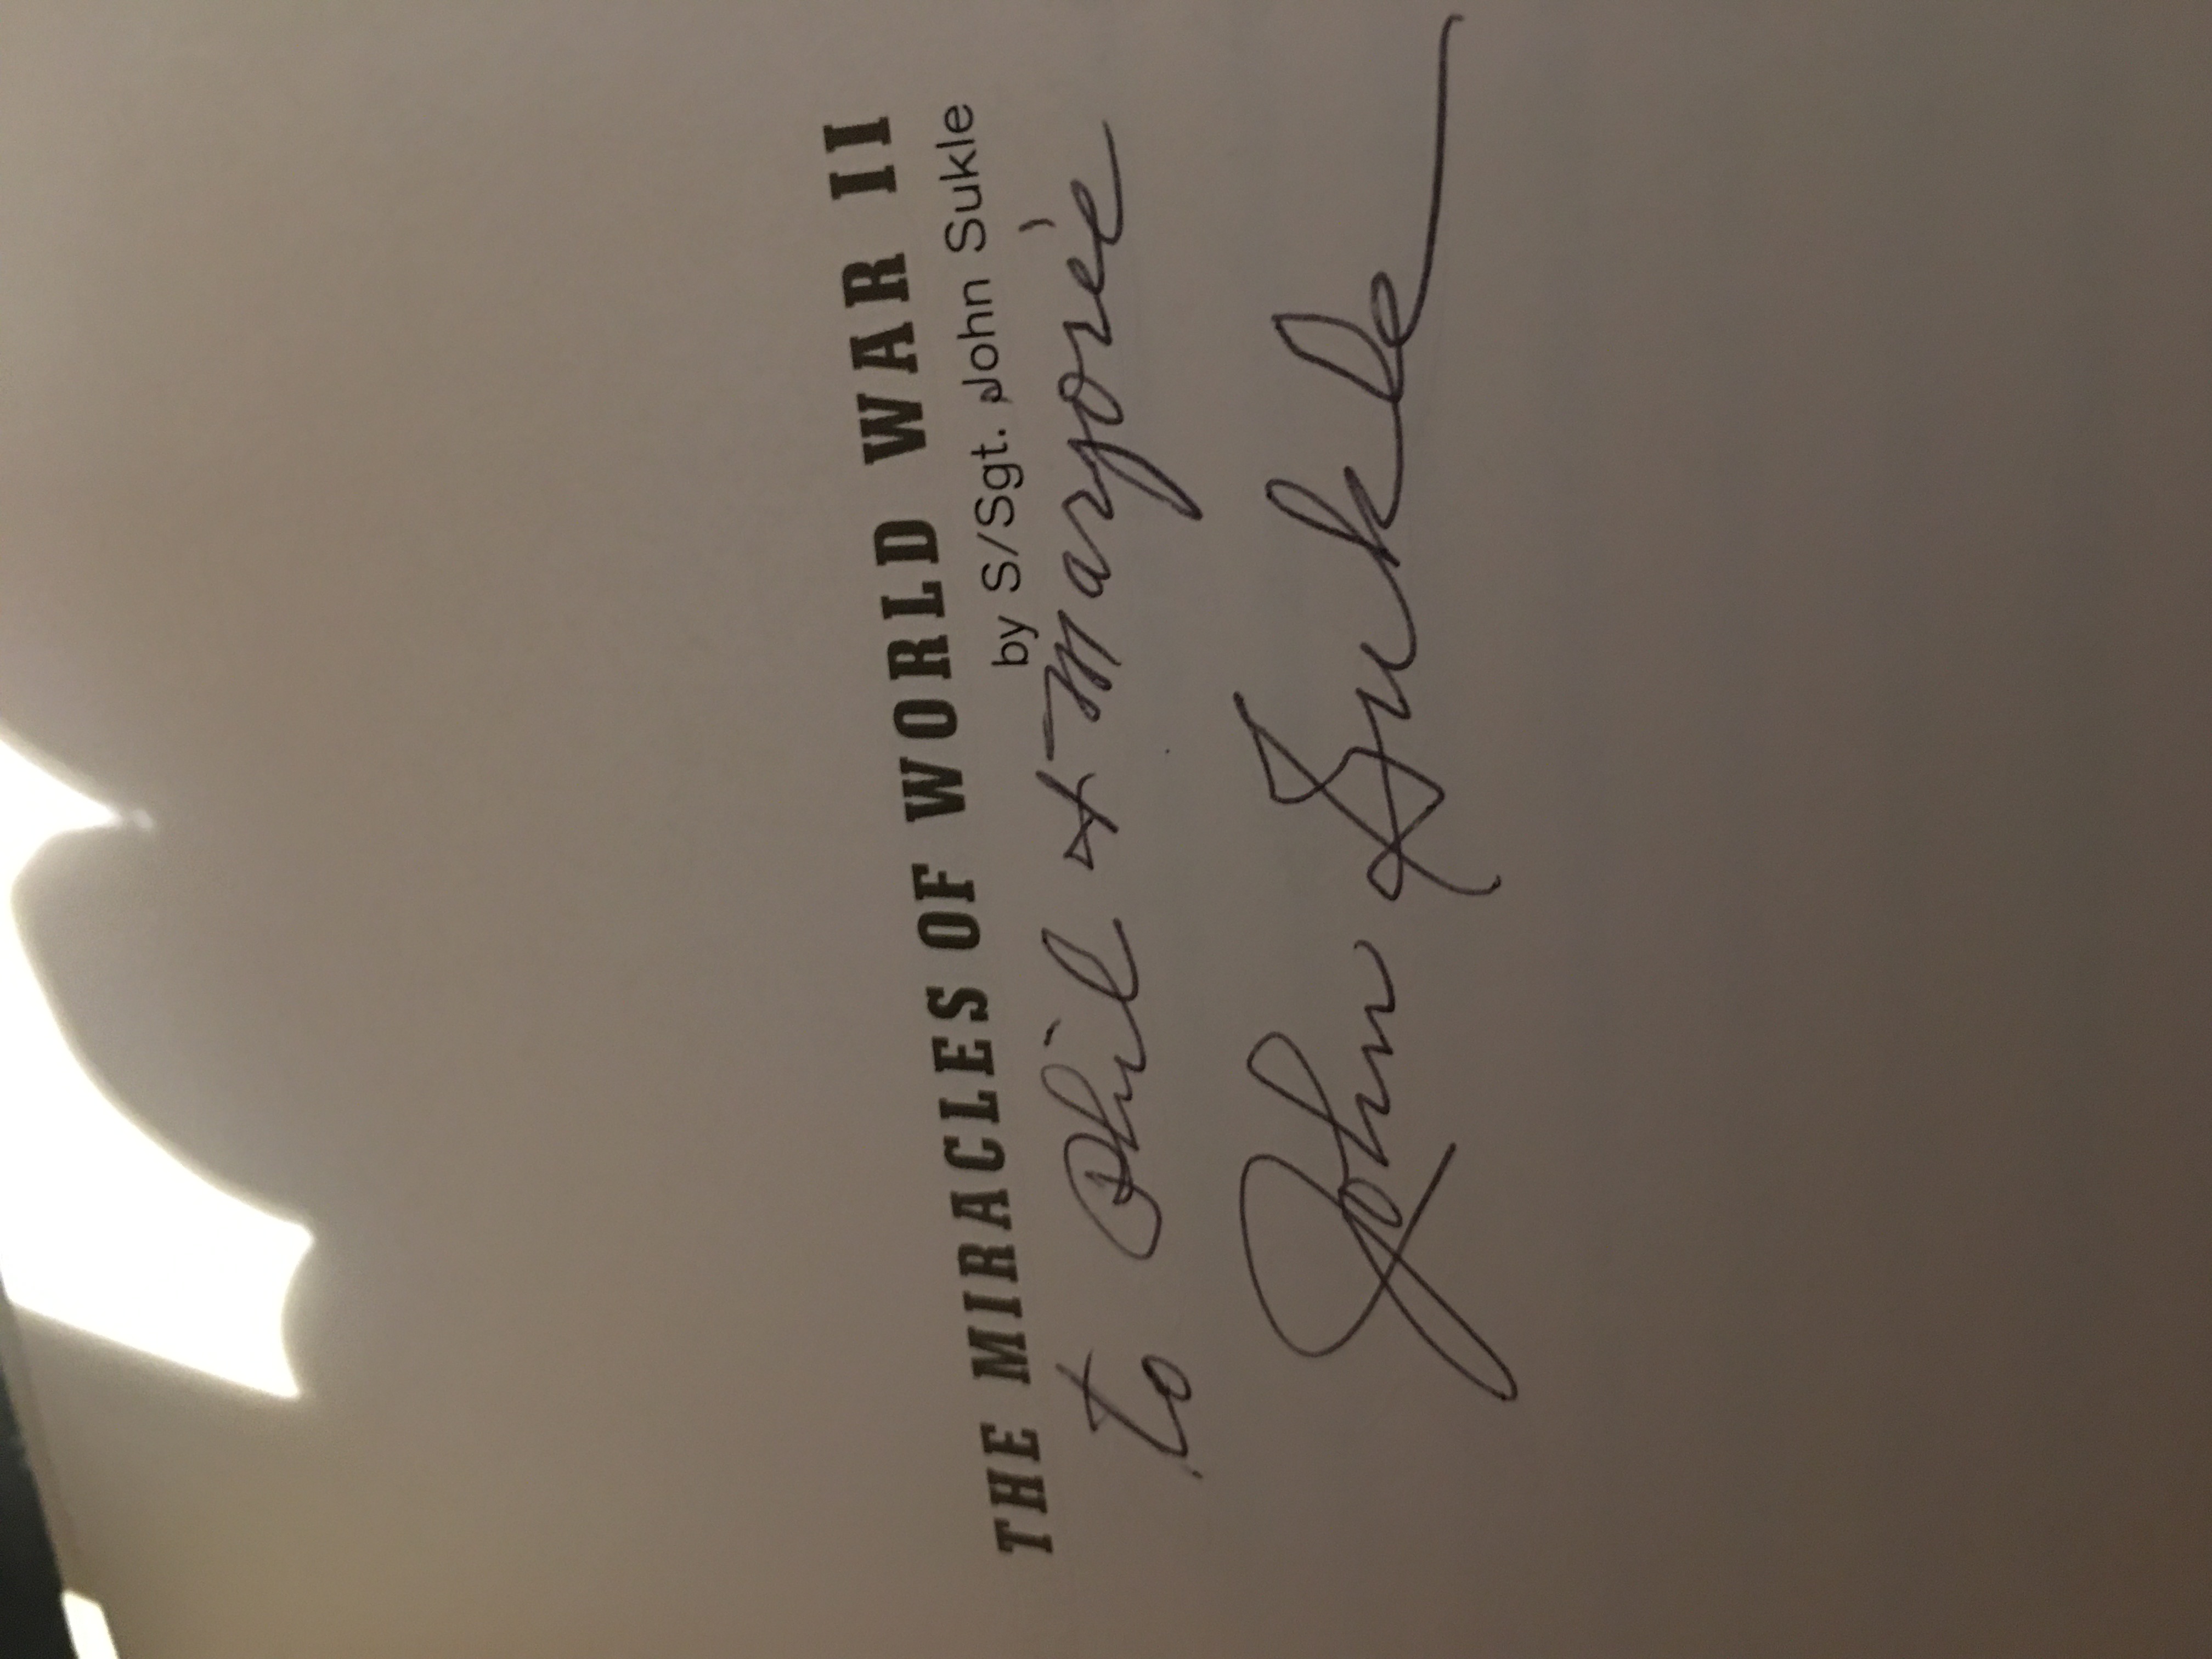 THE MIRACLES OF WORLD WAR II
by S/Sgt. John Sukle
to Phil & Marjorie
John Sukle